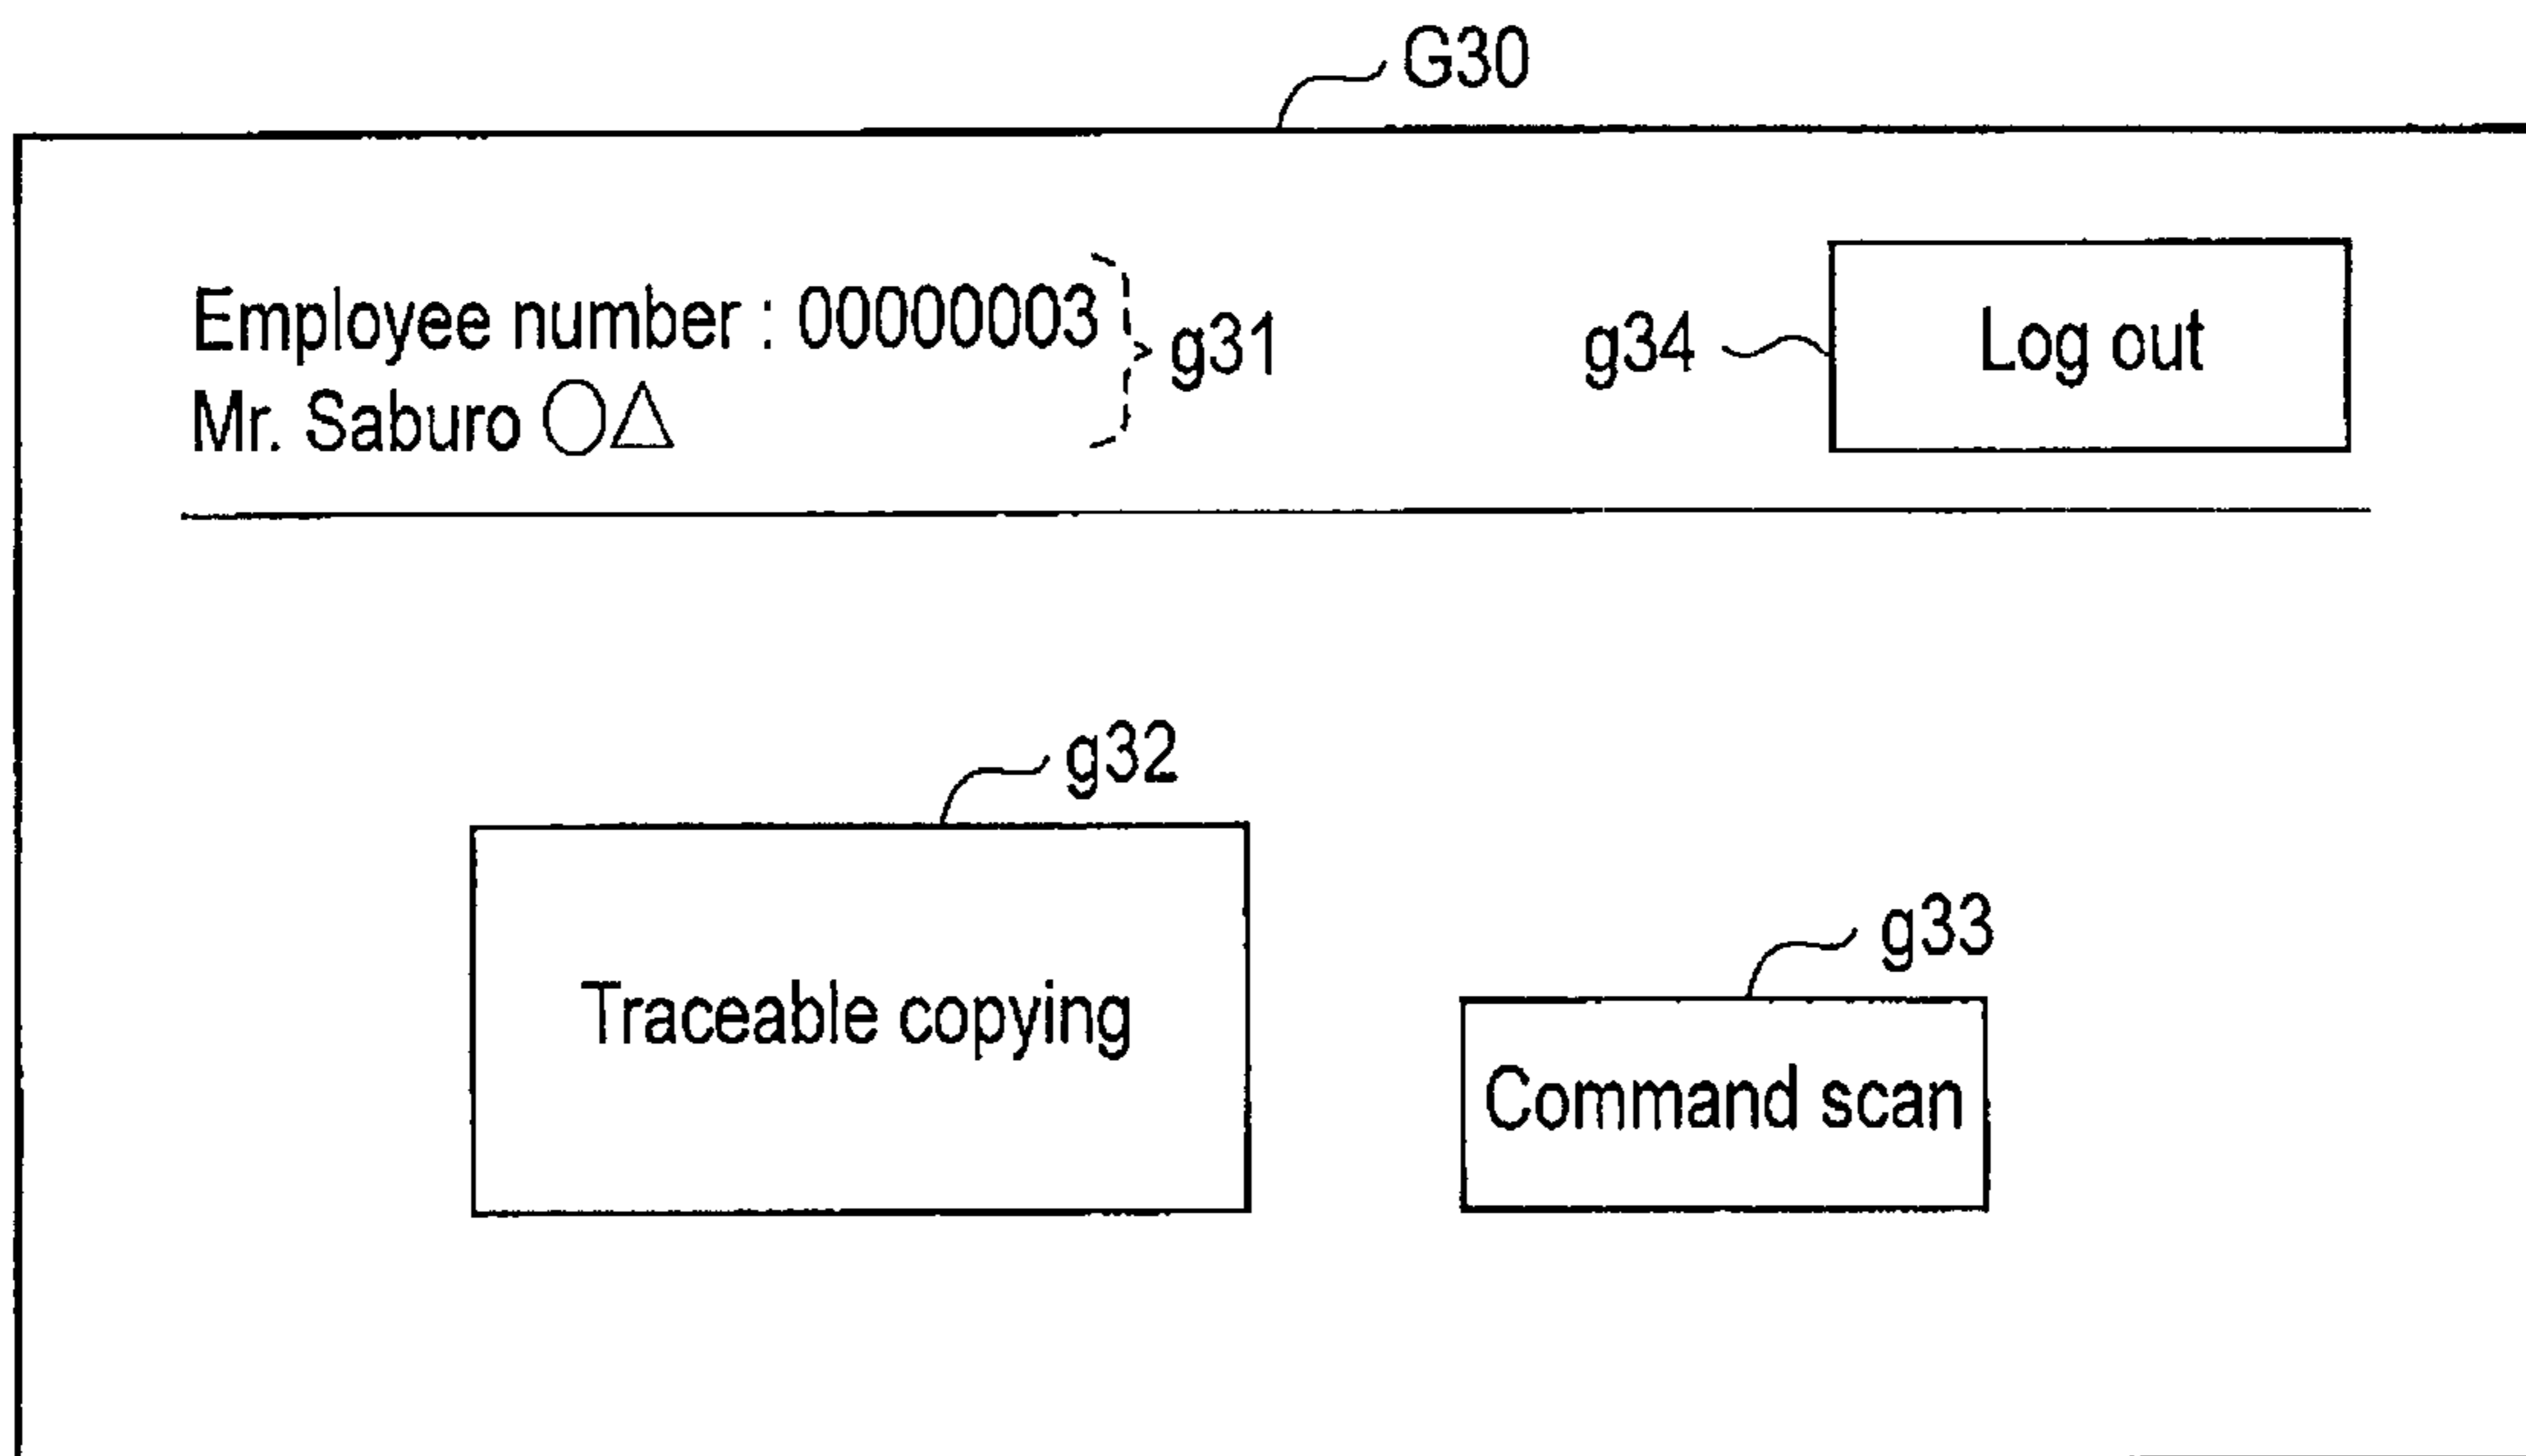 G30
Employee number : 00000003
Mr. Saburo ○△
g31
g34
Log out
g32
Traceable copying
g33
Command scan